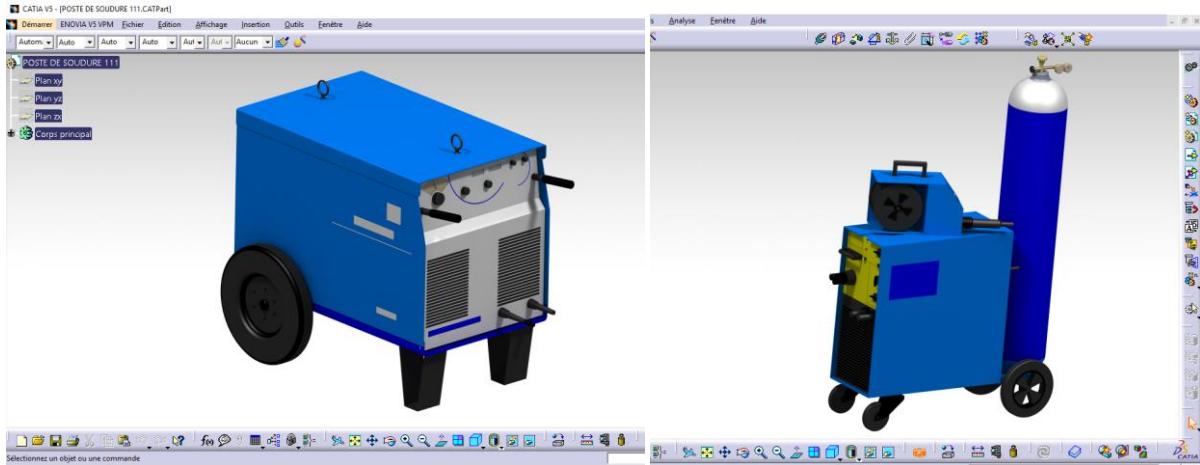 CATIA V5 - [POSTE DE SOUDURE 111.CATPart]
Démarrer ENOVIA V5 VPM Fichier Edition Affichage Insertion Outils Fenêtre Aide
Autom. Auto Auto Auto Aut Aut Aucun
POSTE DE SOUDURE 111
Plan xy
Plan yz
Plan zx
Corps principal
Sélectionnez un objet ou une commande
s Analyse Fenêtre Aide
CATIA